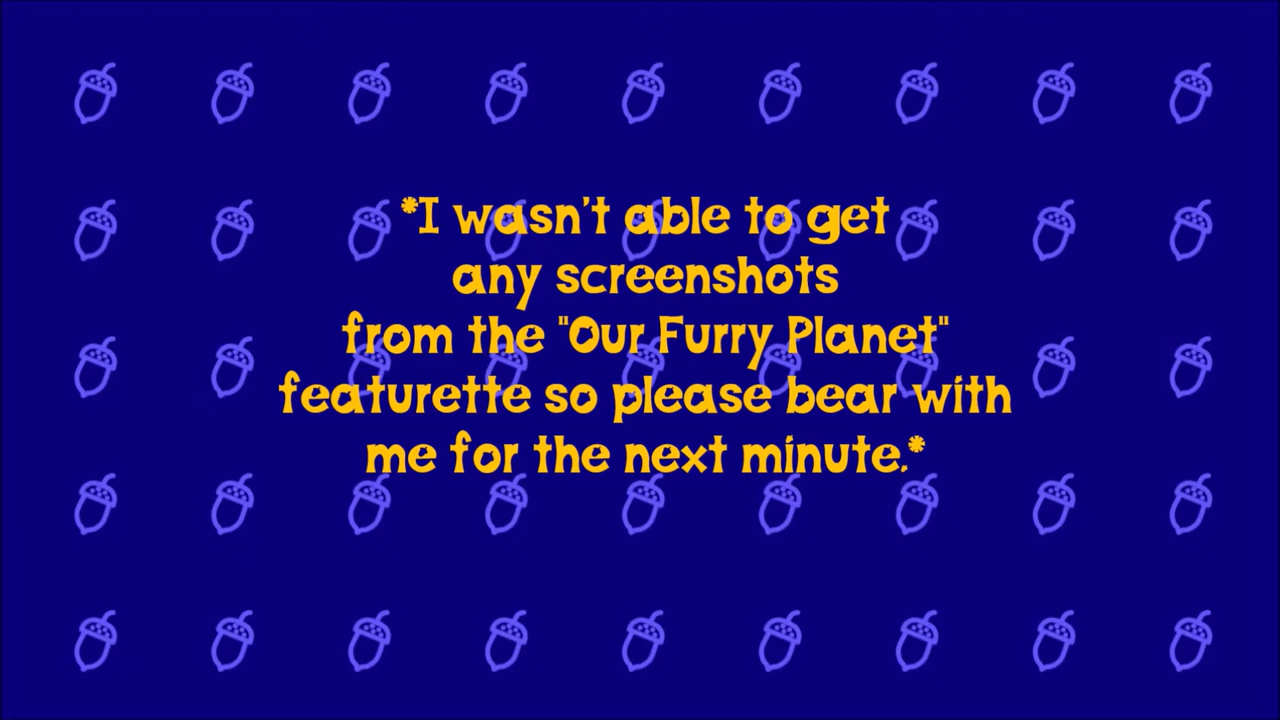 *I wasn't able to get
any screenshots
from the "Our Furry Planet"
featurette so please bear with
me for the next minute.*